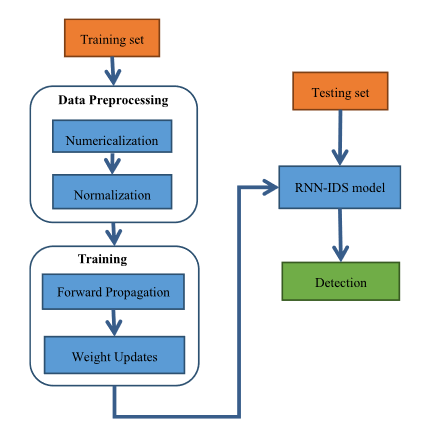 Training set
Data Preprocessing
Numericalization
Normalization
Training
Forward Propagation
Weight Updates
Testing set
RNN-IDS model
Detection